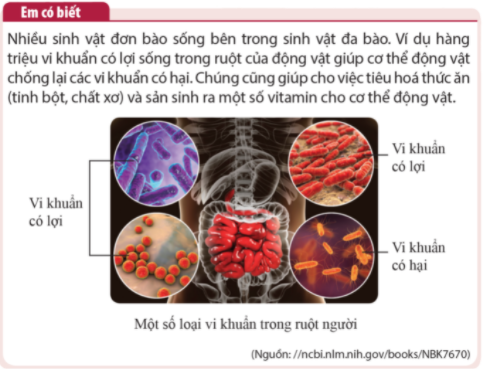 Em có biết
Nhiều sinh vật đơn bào sống bên trong sinh vật đa bào. Ví dụ hàng
triệu vi khuẩn có lợi sống trong ruột của động vật giúp cơ thể động vật
chống lại các vi khuẩn có hại. Chúng cũng giúp cho việc tiêu hoá thức ăn
(tinh bột, chất xơ) và sản sinh ra một số vitamin cho cơ thể động vật.
Vi khuẩn
có lợi
Vi khuẩn
có lợi
Vi khuẩn
có hại
Một số loại vi khuẩn trong ruột người
(Nguồn: //ncbi.nlm.nih.gov/books/NBK7670)